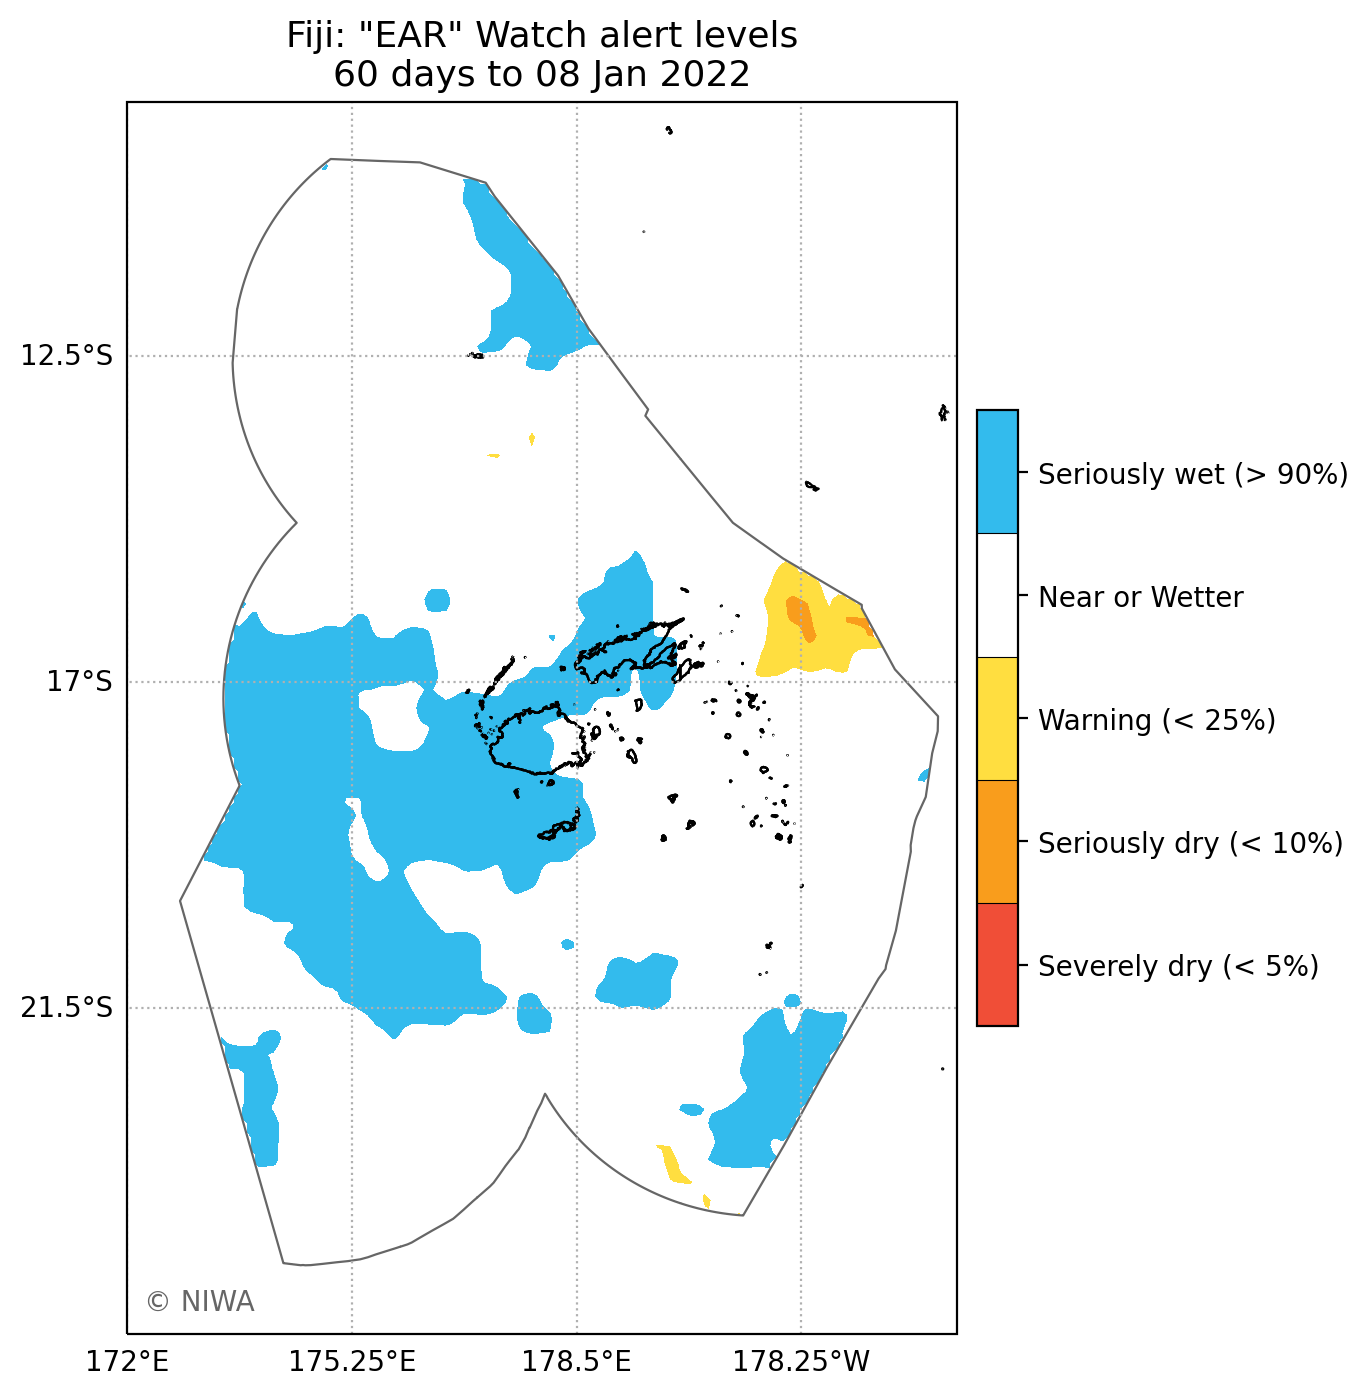 Fiji: "EAR" Watch alert levels
60 days to 08 Jan 2022
12.5°S
17°S
21.5°S
172°E
175.25°E
178.5°E
178.25°W
Seriously wet (> 90%)
Near or Wetter
Warning (< 25%)
Seriously dry (< 10%)
Severely dry (< 5%)
© NIWA